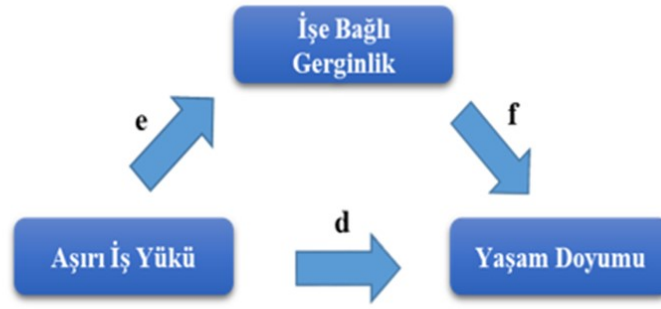 İşe Bağlı
Gerginlik
e
f
Aşırı İş Yükü
d
Yaşam Doyumu